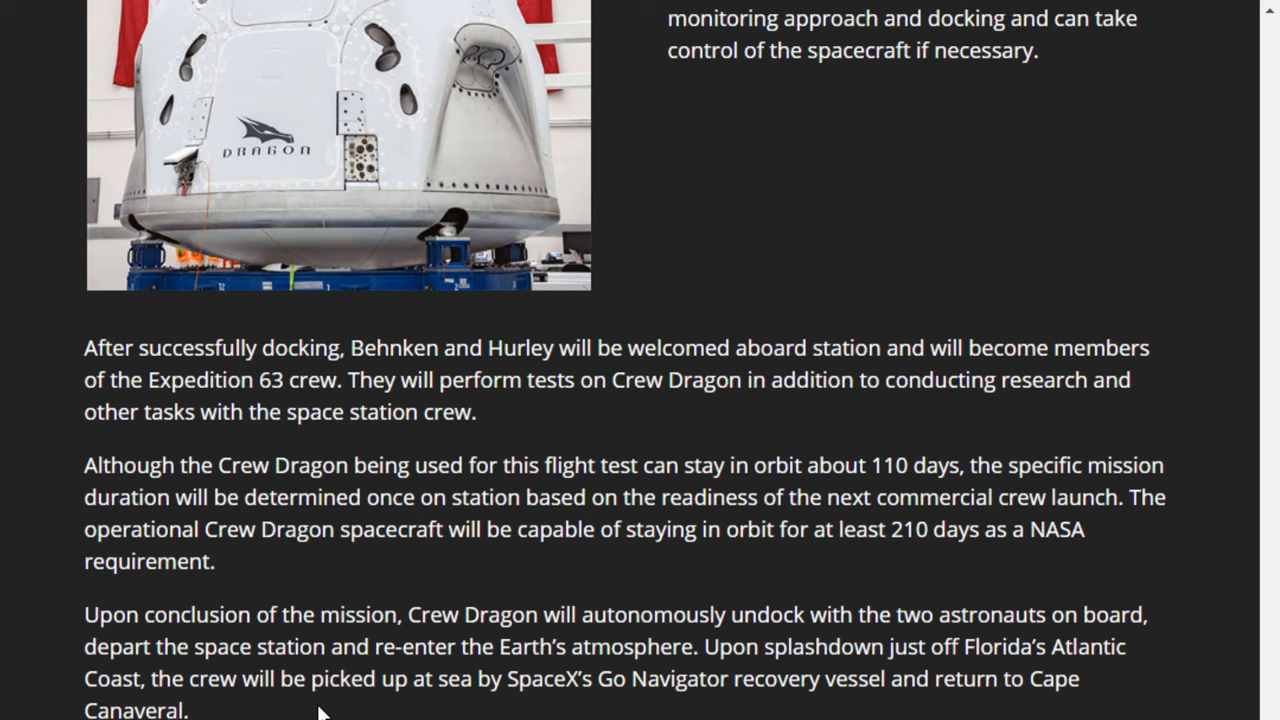 monitoring approach and docking and can take
control of the spacecraft if necessary.
DRAGON
After successfully docking, Behnken and Hurley will be welcomed aboard station and will become members
of the Expedition 63 crew. They will perform tests on Crew Dragon in addition to conducting research and
other tasks with the space station crew.
Although the Crew Dragon being used for this flight test can stay in orbit about 110 days, the specific mission
duration will be determined once on station based on the readiness of the next commercial crew launch. The
operational Crew Dragon spacecraft will be capable of staying in orbit for at least 210 days as a NASA
requirement.
Upon conclusion of the mission, Crew Dragon will autonomously undock with the two astronauts on board,
depart the space station and re-enter the Earth’s atmosphere. Upon splashdown just off Florida’s Atlantic
Coast, the crew will be picked up at sea by SpaceX’s Go Navigator recovery vessel and return to Cape
Canaveral.